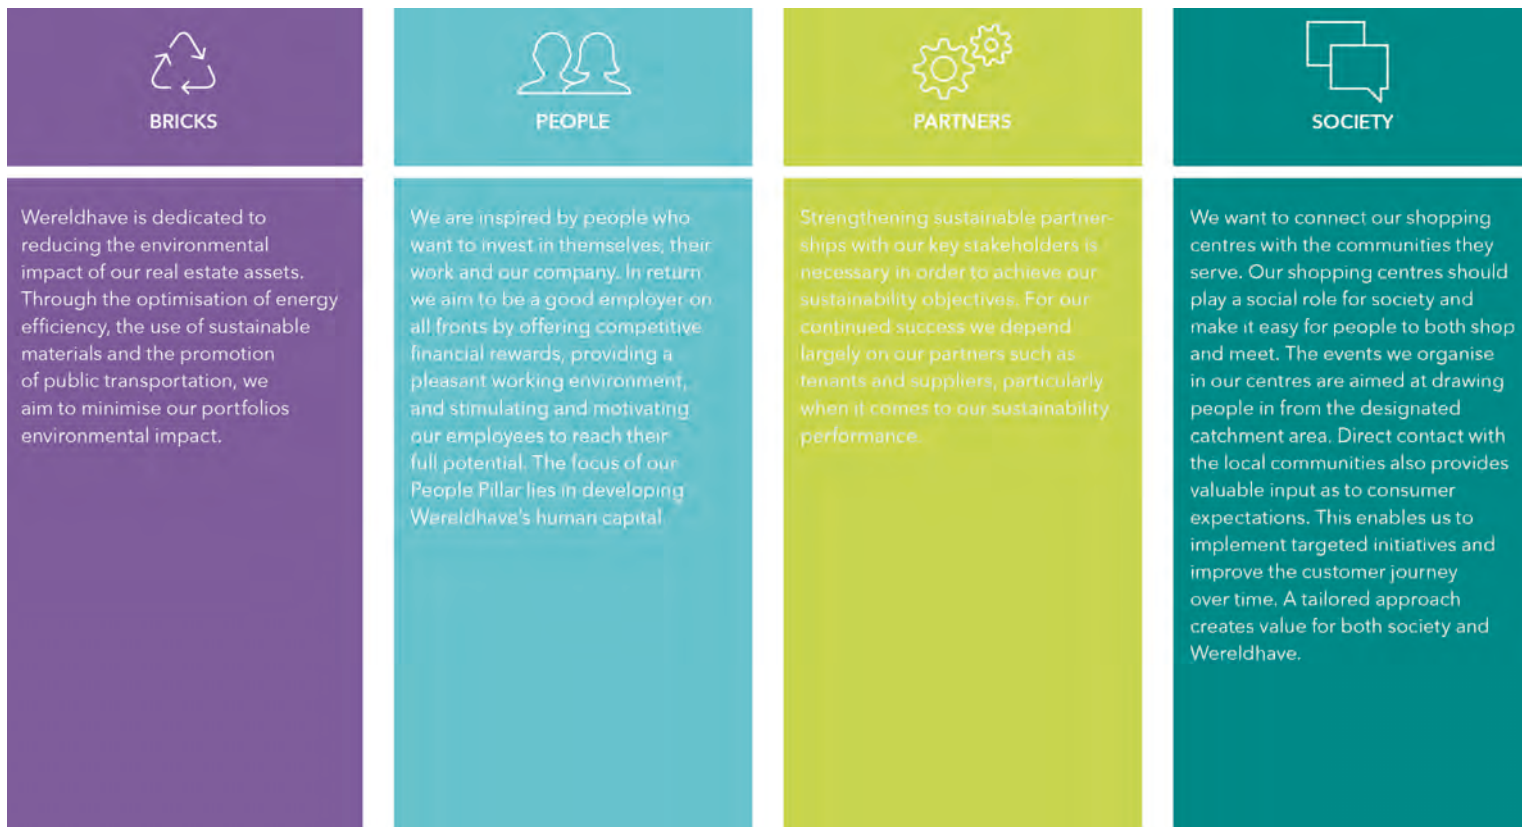 BRICKS
Wereldhave is dedicated to
reducing the environmental
impact of our real estate assets.
Through the optimisation of energy
efficiency, the use of sustainable
materials and the promotion
of public transportation, we
aim to minimise our portfolios
environmental impact.
PEOPLE
We are inspired by people who
want to invest in themselves, their
work and our company. In return
we aim to be a good employer on
all fronts by offering competitive
financial rewards, providing a
pleasant working environment,
and stimulating and motivating
our employees to reach their
full potential. The focus of our
People Pillar lies in developing
Wereldhave's human capital
PARTNERS
Strengthening sustainable partner-
ships with our key stakeholders is
necessary in order to achieve our
sustainability objectives. For our
continued success we depend
largely on our partners such as
tenants and suppliers, particularly
when it comes to our sustainability
performance.
SOCIETY
We want to connect our shopping
centres with the communities they
serve. Our shopping centres should
play a social role for society and
make it easy for people to both shop
and meet. The events we organise
in our centres are aimed at drawing
people in from the designated
catchment area. Direct contact with
the local communities also provides
valuable input as to consumer
expectations. This enables us to
implement targeted initiatives and
improve the customer journey
over time. A tailored approach
creates value for both society and
Wereldhave.